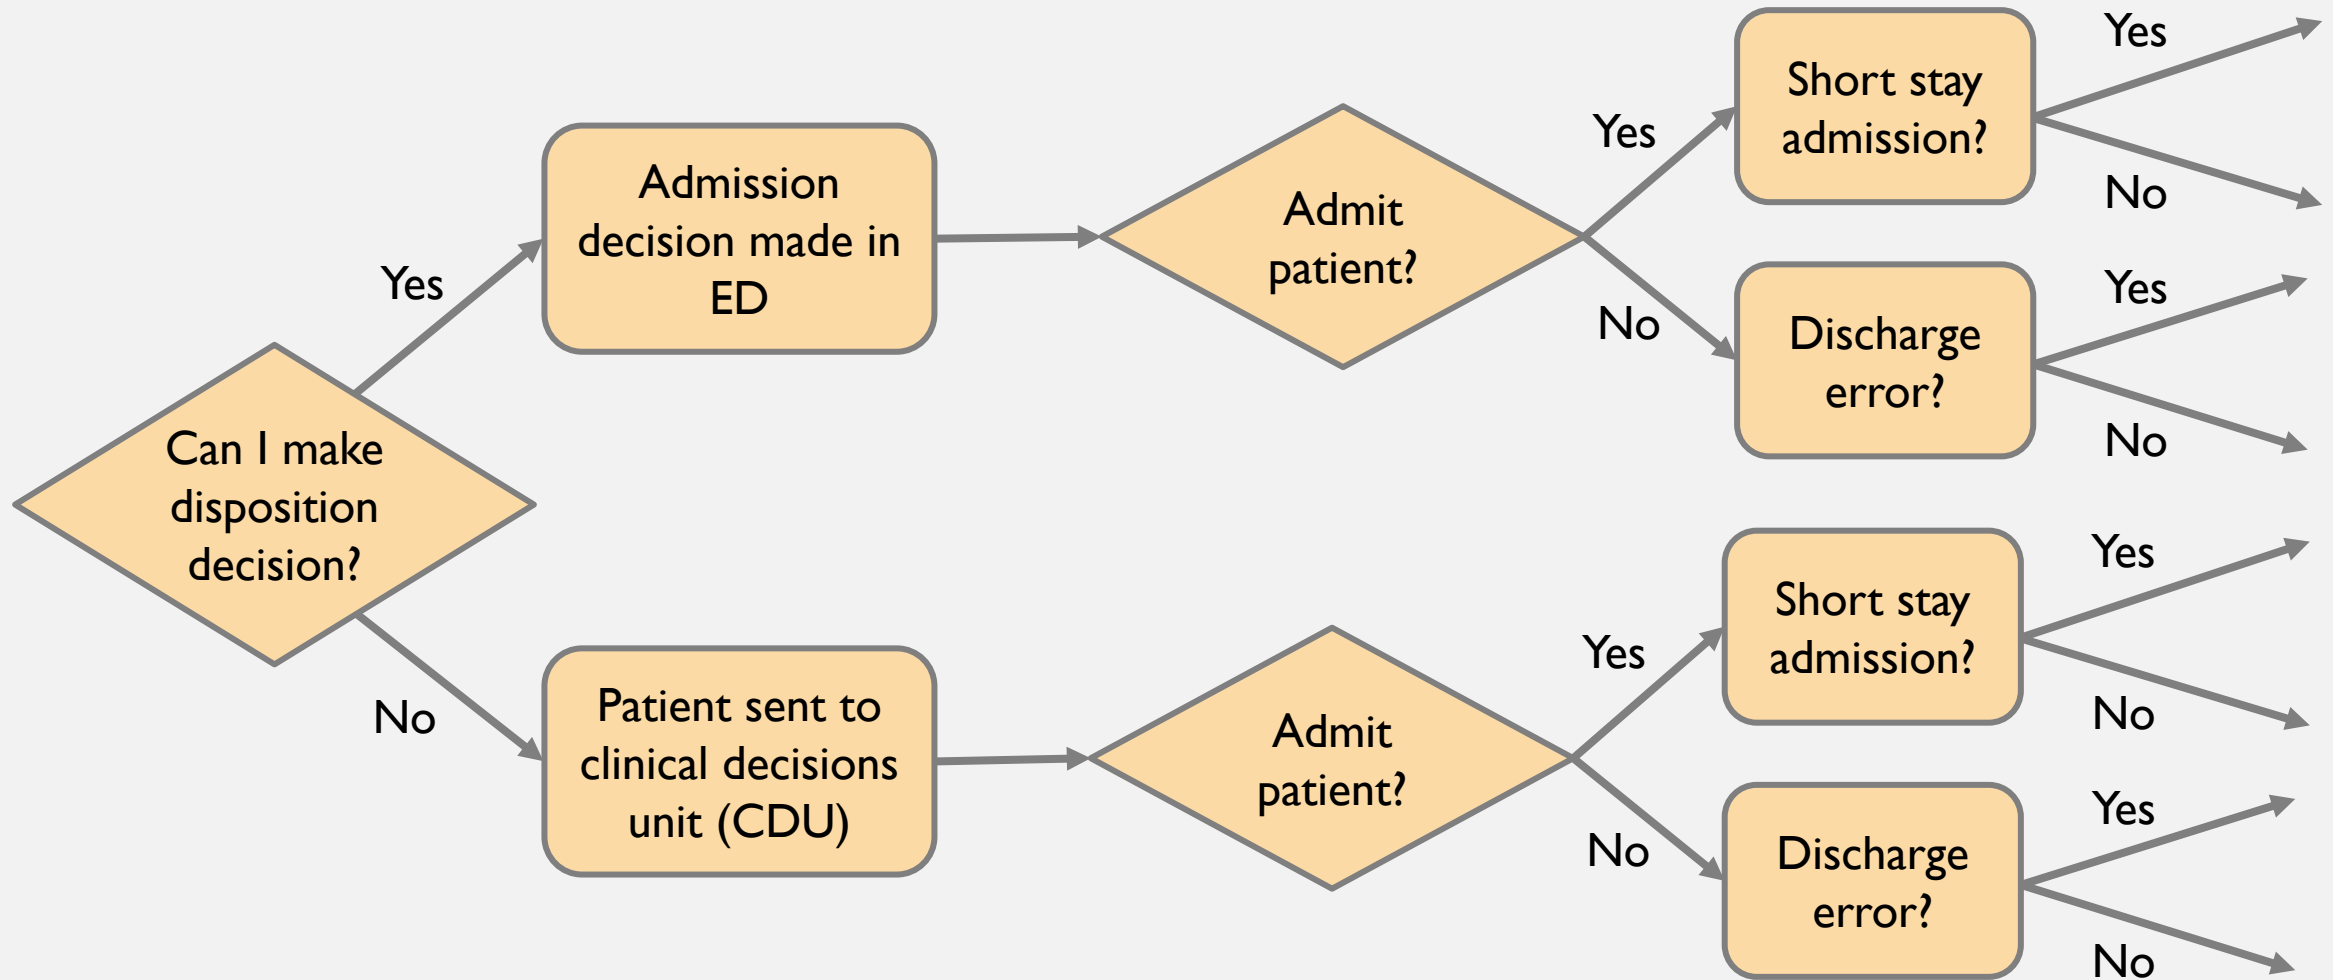 Can I make
disposition
decision?
Yes
Admission
decision made in
ED
Admit
patient?
Yes
Short stay
admission?
Yes
No
No
Discharge
error?
Yes
No
No
Patient sent to
clinical decisions
unit (CDU)
Admit
patient?
Yes
Short stay
admission?
Yes
No
No
Discharge
error?
Yes
No